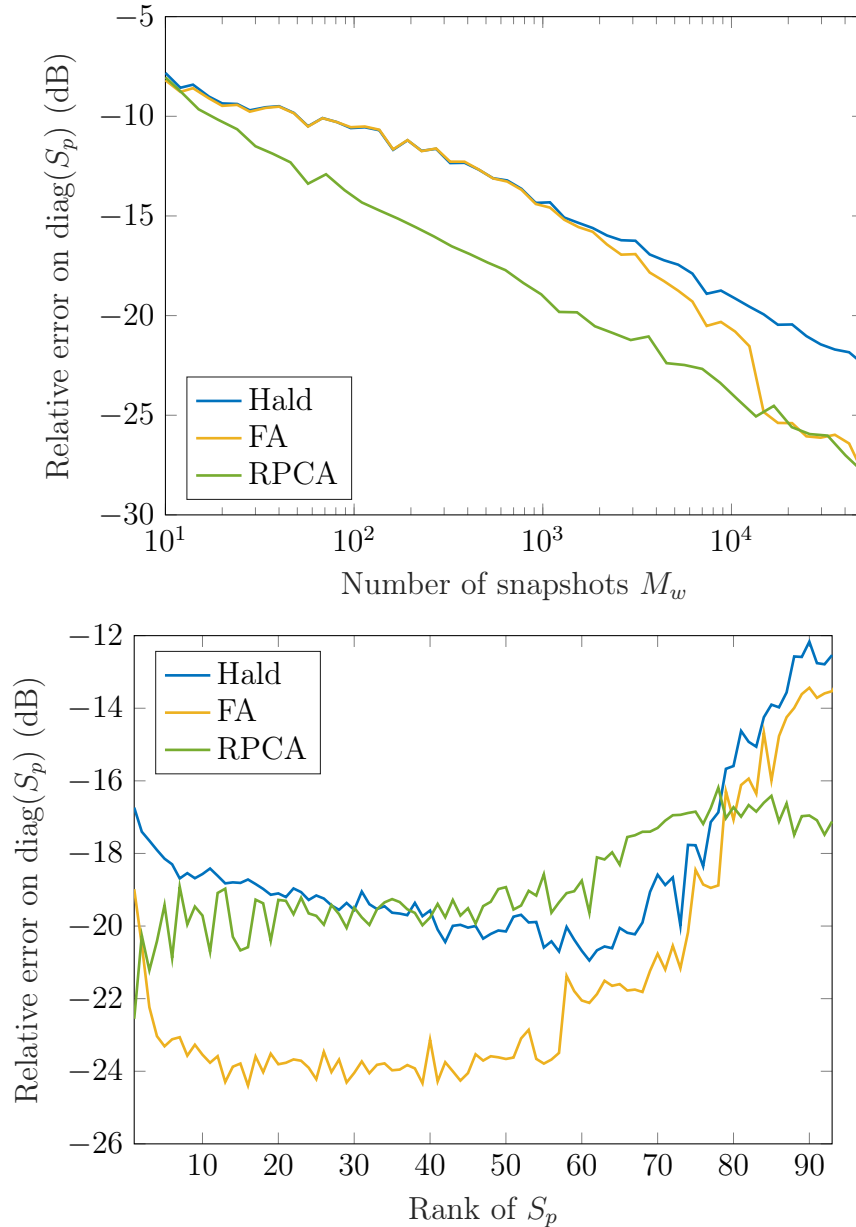 −5
−10
−15
−20
−25
−30
10^1
10^2
10^3
10^4
Relative error on diag(S_p) (dB)
Number of snapshots M_w
Hald
FA
RPCA
−12
−14
−16
−18
−20
−22
−24
−26
10
20
30
40
50
60
70
80
90
Relative error on diag(S_p) (dB)
Rank of S_p
Hald
FA
RPCA